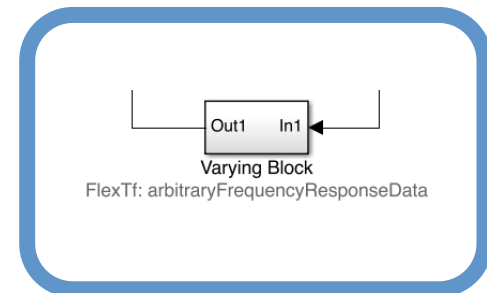 Out1 In1
Varying Block
FlexTf: arbitraryFrequencyResponseData